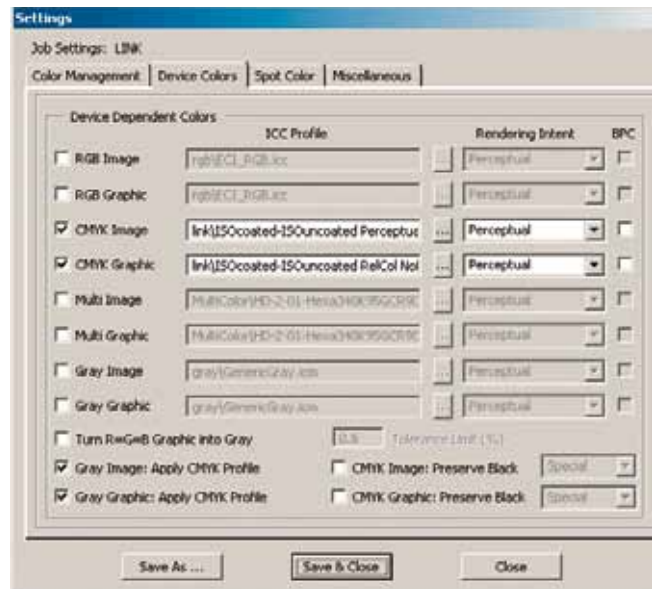 Settings
Job Settings: LINK
Color Management Device Colors Spot Color Miscellaneous
Device Dependent Colors
ICC Profile Rendering Intent BPC
RGB Image rgb\ECI_RGB.icc ... Perceptual
RGB Graphic rgb\ECI_RGB.icc ... Perceptual
CMYK Image link\ISOcoated-ISOuncoated Perceptua ... Perceptual
CMYK Graphic link\ISOcoated-ISOuncoated RelCol Nol ... Perceptual
Multi Image ... Perceptual
Multi Graphic ... Perceptual
Gray Image gray\GenericGray.icm ... Perceptual
Gray Graphic gray\GenericGray.icm ... Perceptual
Turn R=G=B Graphic into Gray 0.5 Tolerance Limit (%)
Gray Image: Apply CMYK Profile CMYK Image: Preserve Black Special
Gray Graphic: Apply CMYK Profile CMYK Graphic: Preserve Black Special
Save As ... Save & Close Close